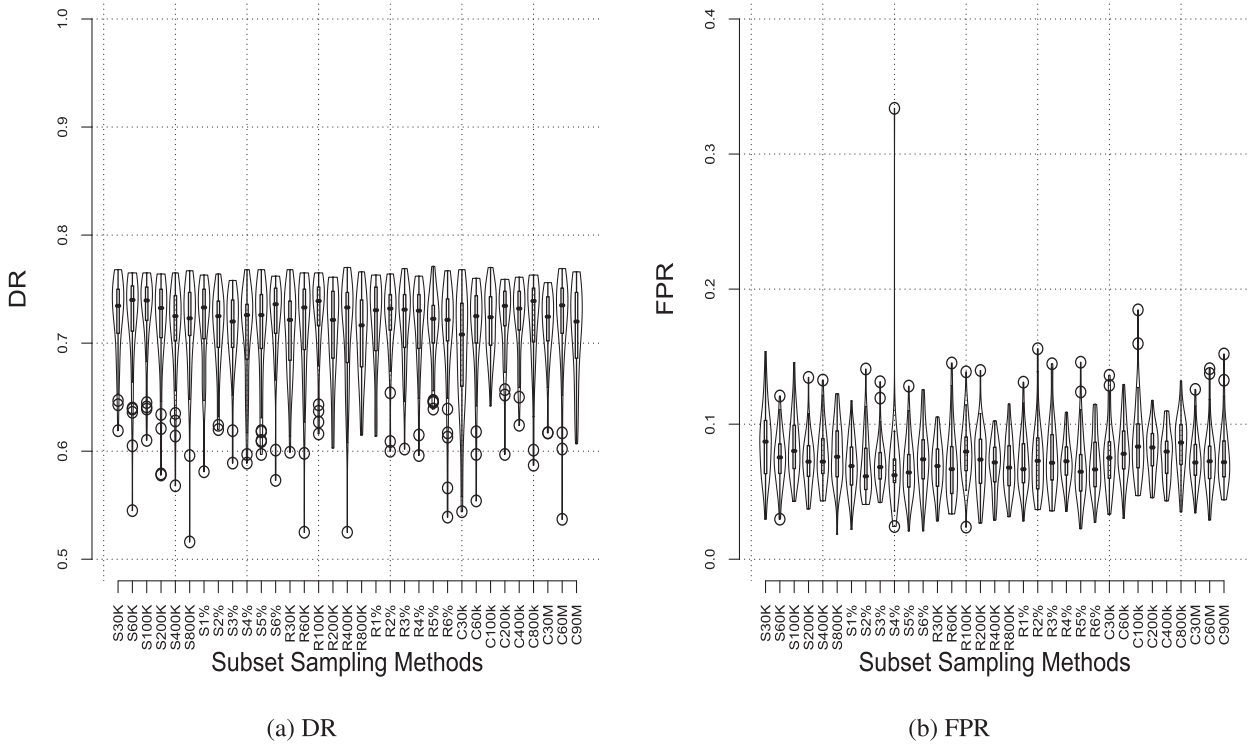 1.0
0.9
0.8
0.7
0.6
0.5
DR
S30K
S60K
S100K
S200K
S400K
S800K
S1%
S2%
S3%
S4%
S5%
S6%
R30K
R60K
R100K
R200K
R400K
R800K
R1%
R2%
R3%
R4%
R5%
R6%
C30k
C60k
C100k
C200k
C400k
C800k
C30M
C60M
C90M
Subset Sampling Methods
(a) DR
0.4
0.3
0.2
0.1
0.0
FPR
S30K
S60K
S100K
S200K
S400K
S800K
S1%
S2%
S3%
S4%
S5%
S6%
R30K
R60K
R100K
R200K
R400K
R800K
R1%
R2%
R3%
R4%
R5%
R6%
C30k
C60k
C100k
C200k
C400k
C800k
C30M
C60M
C90M
Subset Sampling Methods
(b) FPR